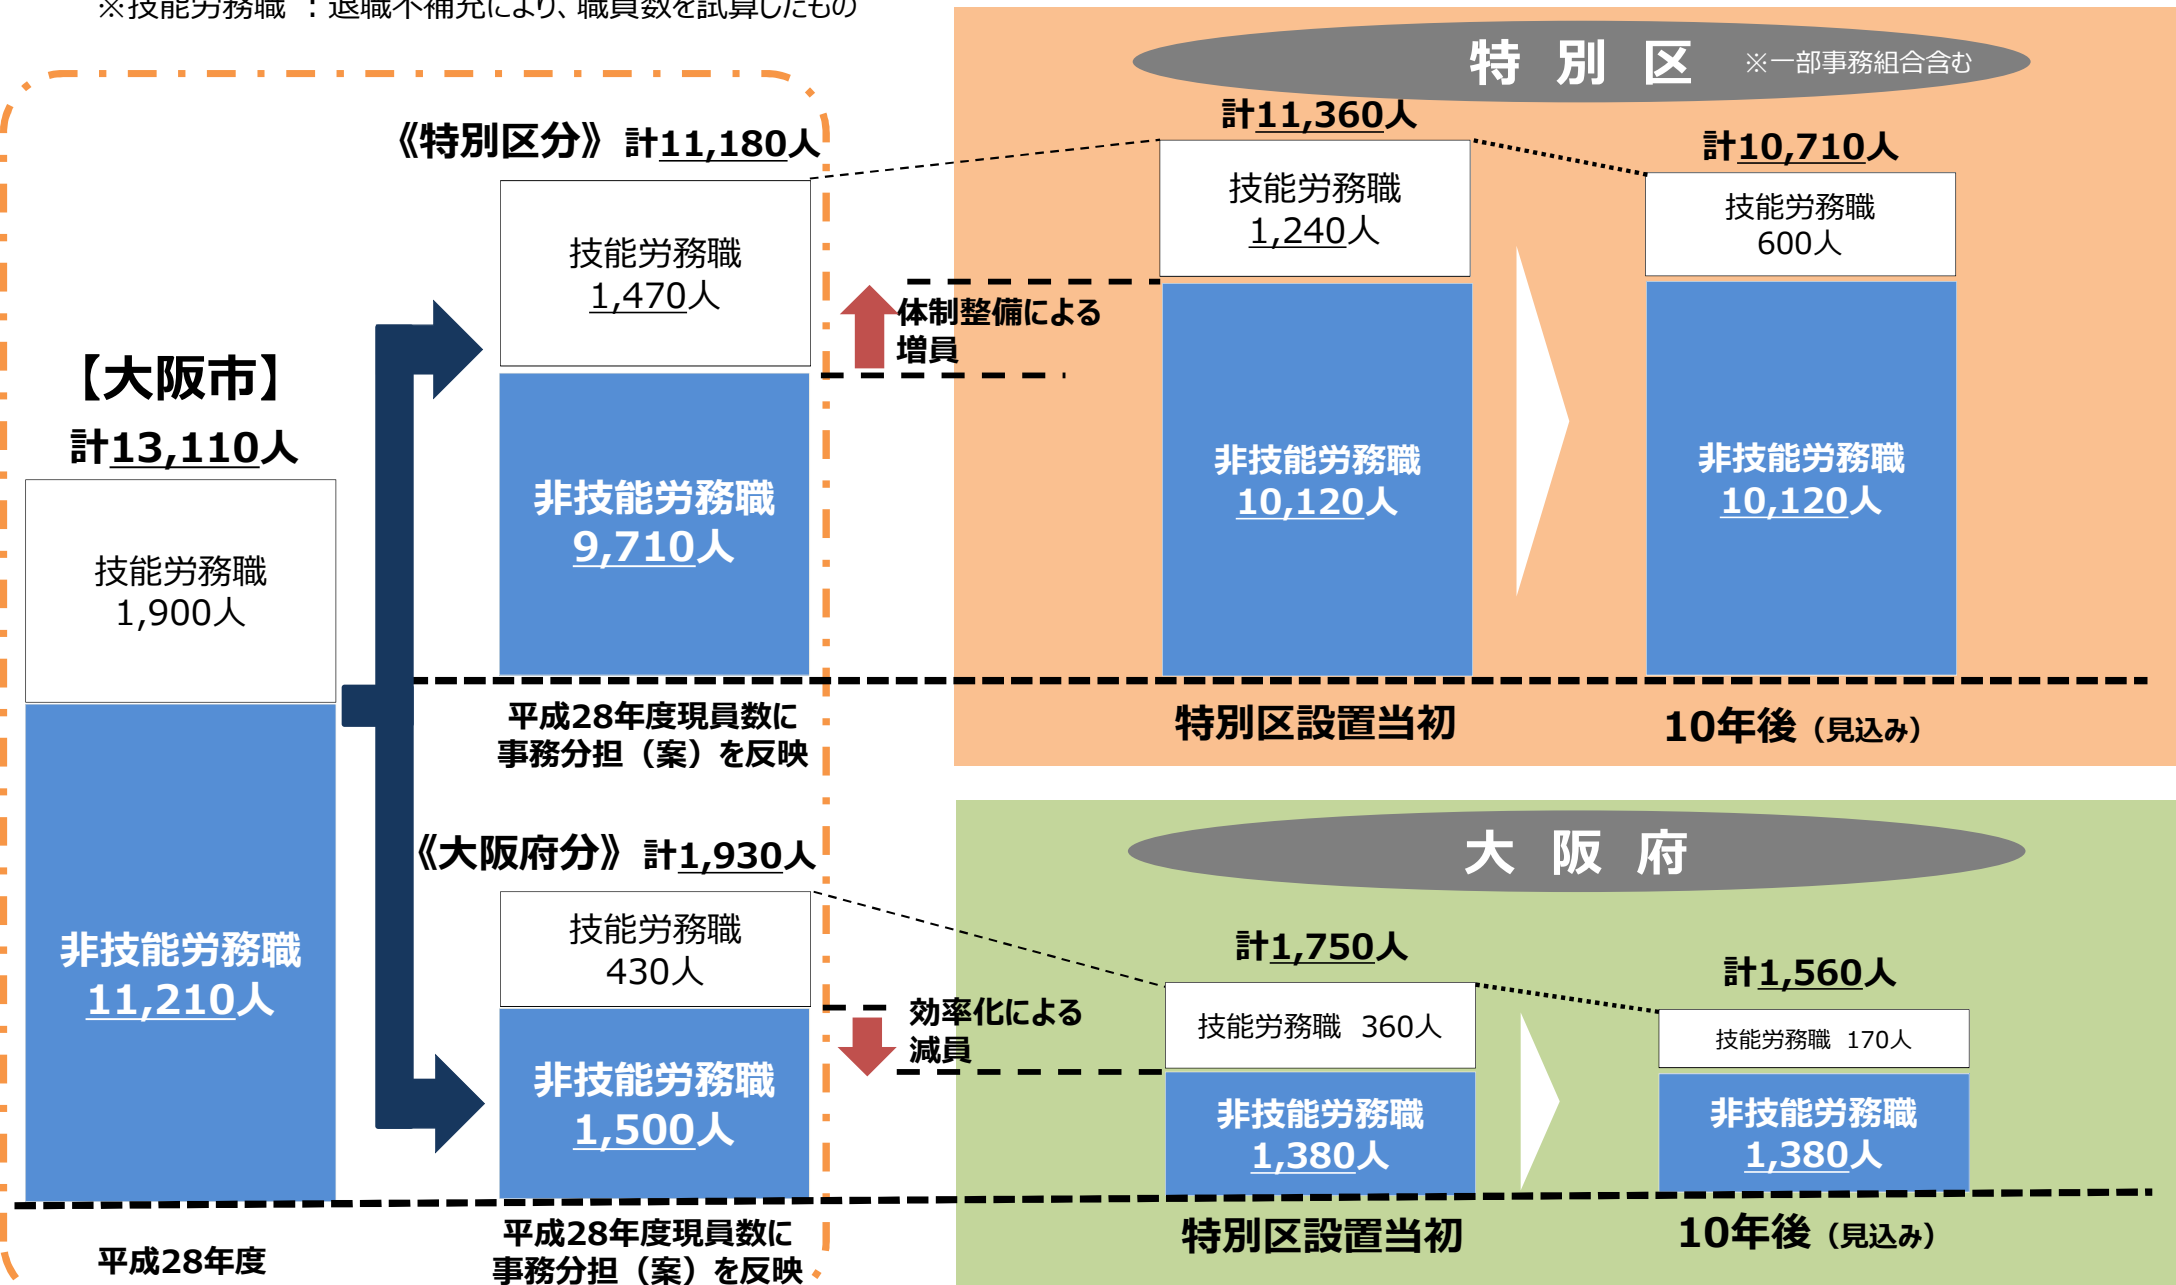 ※技能労務職 ：退職不補充により、職員数を試算したもの
特 別 区 ※一部事務組合含む
《特別区分》 計11,180人
計11,360人
計10,710人
技能労務職
1,470人
技能労務職
1,240人
技能労務職
600人
体制整備による
増員
【大阪市】
計13,110人
非技能労務職
9,710人
非技能労務職
10,120人
非技能労務職
10,120人
技能労務職
1,900人
平成28年度現員数に
事務分担（案）を反映
特別区設置当初
10年後（見込み）
大 阪 府
《大阪府分》 計1,930人
計1,750人
計1,560人
技能労務職
430人
技能労務職 360人
技能労務職 170人
効率化による
減員
非技能労務職
11,210人
非技能労務職
1,500人
非技能労務職
1,380人
非技能労務職
1,380人
平成28年度
平成28年度現員数に
事務分担（案）を反映
特別区設置当初
10年後（見込み）